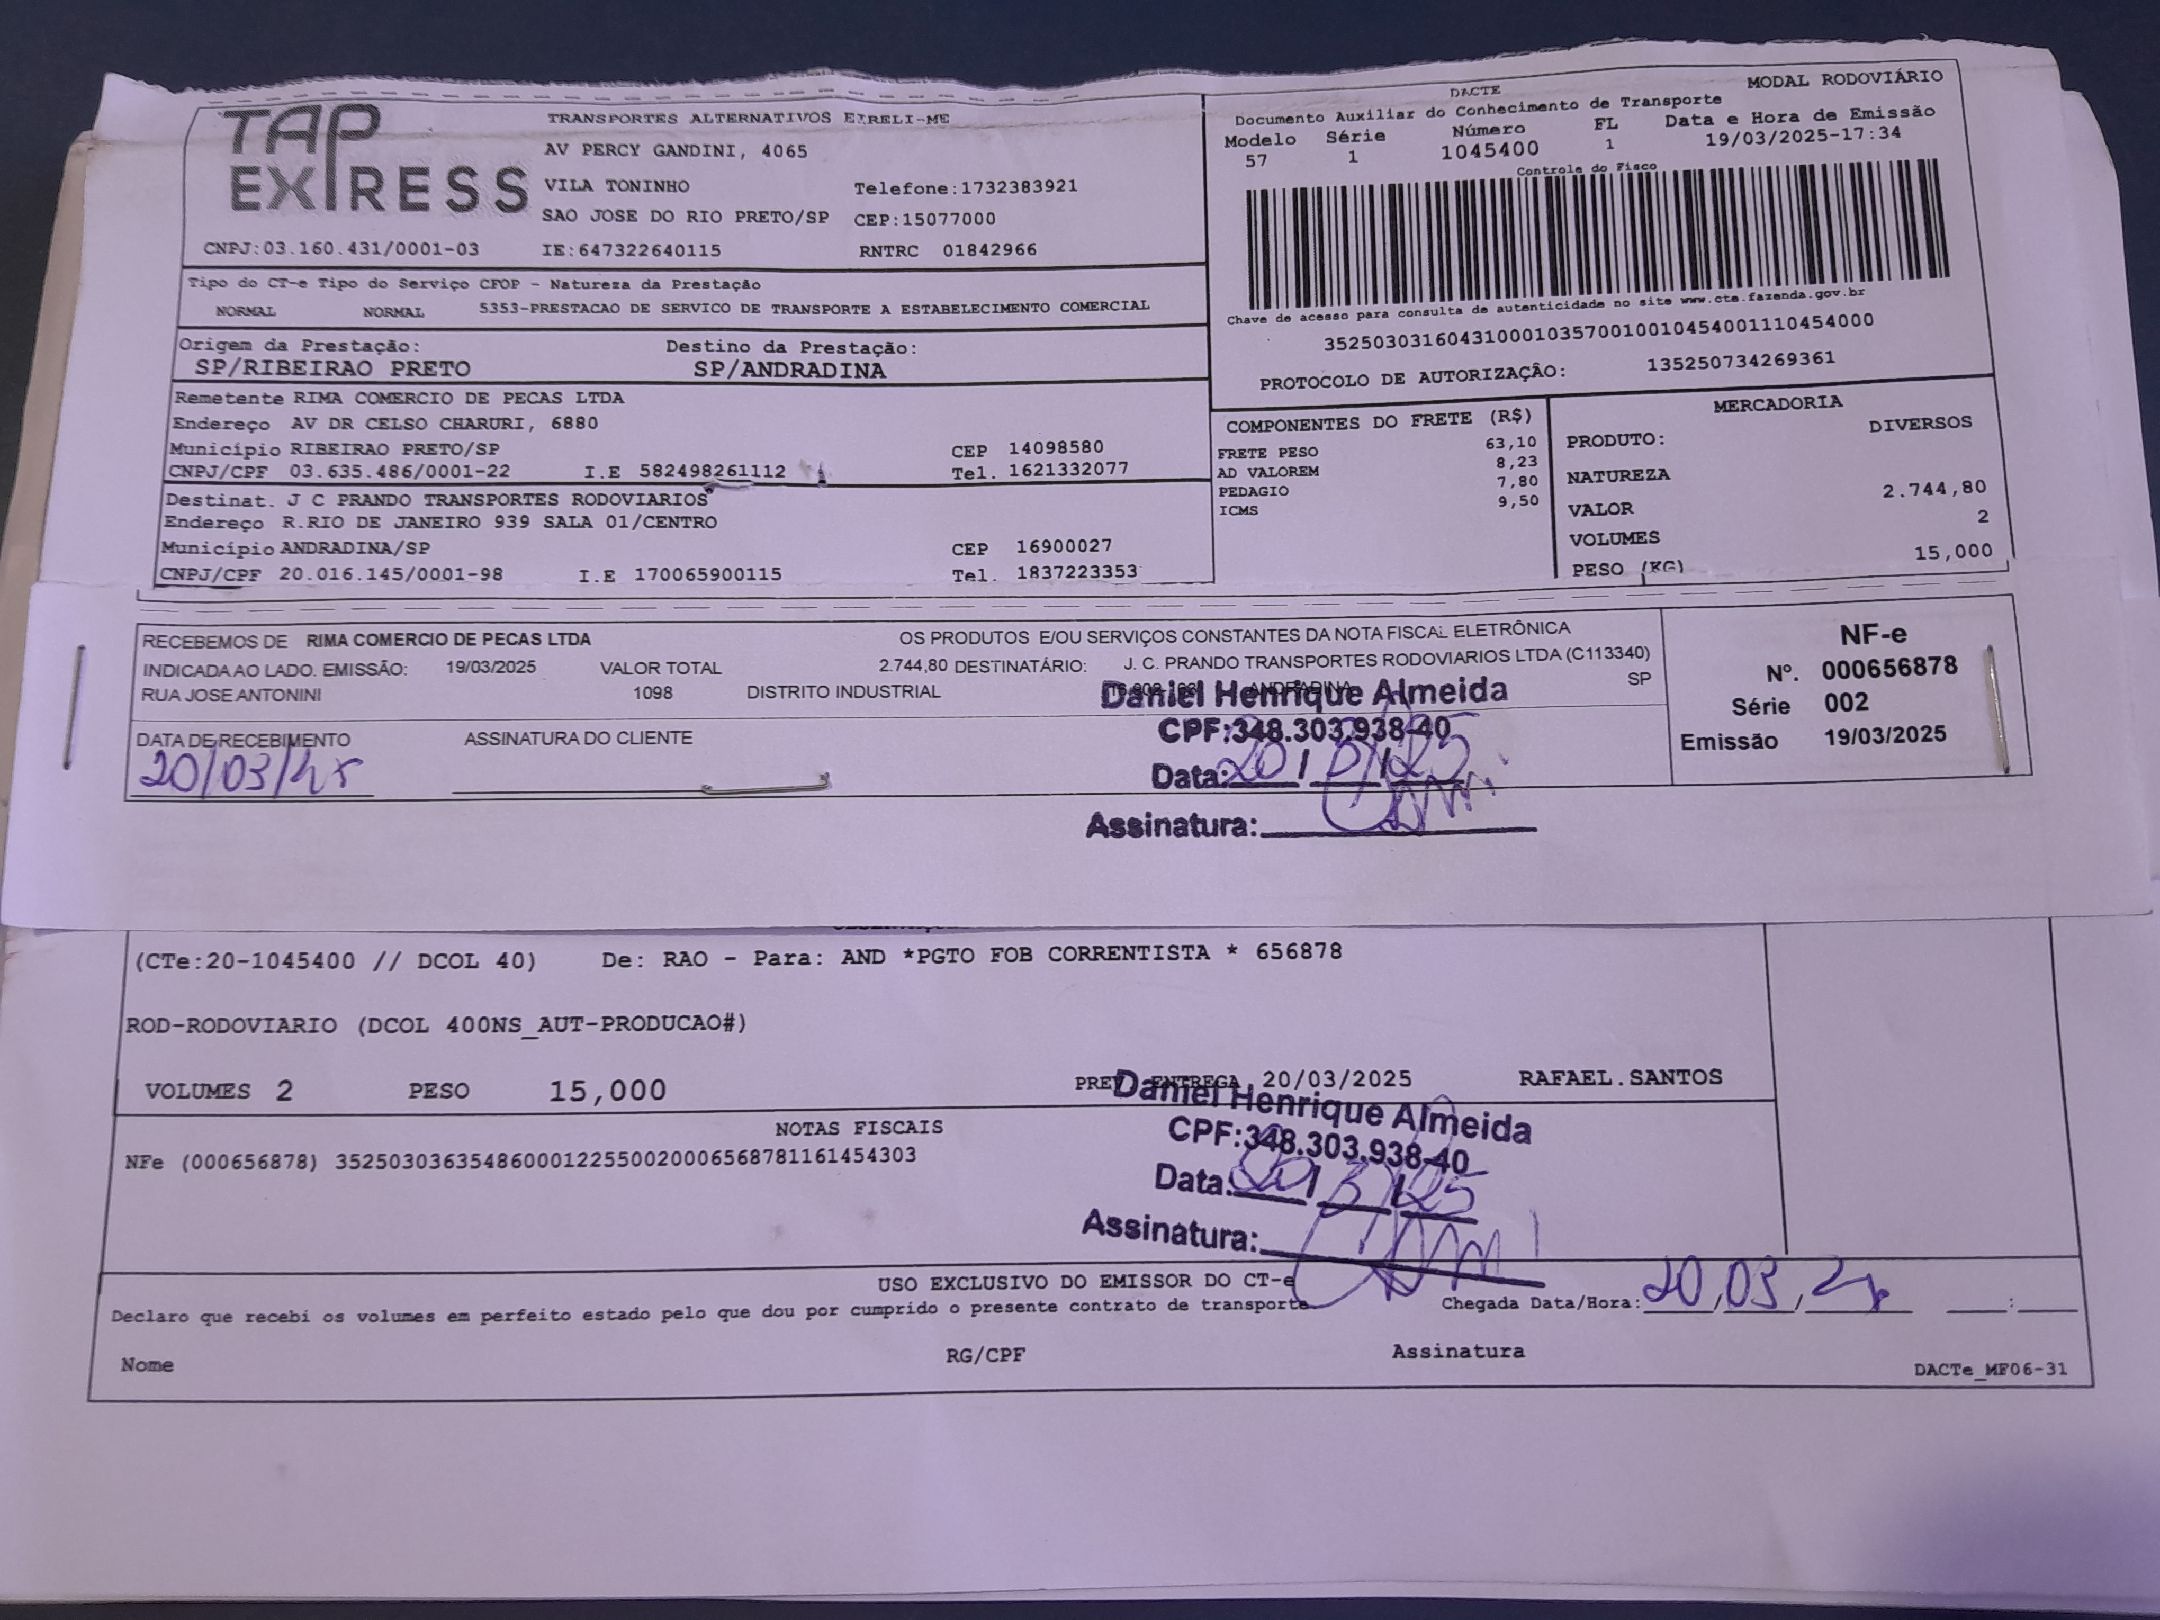 TAP EXPRESS
TRANSPORTES ALTERNATIVOS EIRELI-ME
AV PERCY GANDINI, 4065
VILA TONINHO Telefone:1732383921
SAO JOSE DO RIO PRETO/SP CEP:15077000
CNPJ:03.160.431/0001-03 IE:647322640115 RNTRC 01842966
DACTE MODAL RODOVIÁRIO
Documento Auxiliar do Conhecimento de Transporte
Modelo Série Número FL Data e Hora de Emissão
57 1 1045400 1 19/03/2025-17:34
Controle do Fisco
Chave de acesso para consulta de autenticidade no site www.cte.fazenda.gov.br
35250303160431000103570010010454001110454000
PROTOCOLO DE AUTORIZAÇÃO: 135250734269361
Tipo do CT-e Tipo do Serviço CFOP - Natureza da Prestação
NORMAL NORMAL 5353-PRESTACAO DE SERVICO DE TRANSPORTE A ESTABELECIMENTO COMERCIAL
Origem da Prestação: Destino da Prestação:
SP/RIBEIRAO PRETO SP/ANDRADINA
Remetente RIMA COMERCIO DE PECAS LTDA
Endereço AV DR CELSO CHARURI, 6880
Município RIBEIRAO PRETO/SP CEP 14098580
CNPJ/CPF 03.635.486/0001-22 I.E 582498261112 Tel. 1621332077
Destinat. J C PRANDO TRANSPORTES RODOVIARIOS
Endereço R.RIO DE JANEIRO 939 SALA 01/CENTRO
Município ANDRADINA/SP CEP 16900027
CNPJ/CPF 20.016.145/0001-98 I.E 170065900115 Tel. 1837223353
COMPONENTES DO FRETE (R$)
FRETE PESO 63,10
AD VALOREM 8,23
PEDAGIO 7,80
ICMS 9,50
MERCADORIA
PRODUTO: DIVERSOS
NATUREZA
VALOR 2.744,80
VOLUMES 2
PESO (KG) 15,000
RECEBEMOS DE RIMA COMERCIO DE PECAS LTDA OS PRODUTOS E/OU SERVIÇOS CONSTANTES DA NOTA FISCAL ELETRÔNICA
INDICADA AO LADO. EMISSÃO: 19/03/2025 VALOR TOTAL 2.744,80 DESTINATÁRIO: J. C. PRANDO TRANSPORTES RODOVIARIOS LTDA (C113340)
RUA JOSE ANTONINI 1098 DISTRITO INDUSTRIAL ANDRADINA SP
NF-e
Nº. 000656878
Série 002
Emissão 19/03/2025
DATA DE RECEBIMENTO ASSINATURA DO CLIENTE
20/03/25
Daniel Henrique Almeida
CPF:348.303.938-40
Data: 20/3/25
Assinatura:
(CTe:20-1045400 // DCOL 40) De: RAO - Para: AND *PGTO FOB CORRENTISTA * 656878
ROD-RODOVIARIO (DCOL 400NS_AUT-PRODUCAO#)
VOLUMES 2 PESO 15,000 PREV ENTREGA 20/03/2025 RAFAEL.SANTOS
NOTAS FISCAIS
NFe (000656878) 35250303635486000122550020006568781161454303
Daniel Henrique Almeida
CPF:348.303.938-40
Data: 20/3/25
Assinatura:
USO EXCLUSIVO DO EMISSOR DO CT-e
Declaro que recebi os volumes em perfeito estado pelo que dou por cumprido o presente contrato de transporte Chegada Data/Hora: 20/03/25 :
Nome RG/CPF Assinatura
DACTe_MF06-31